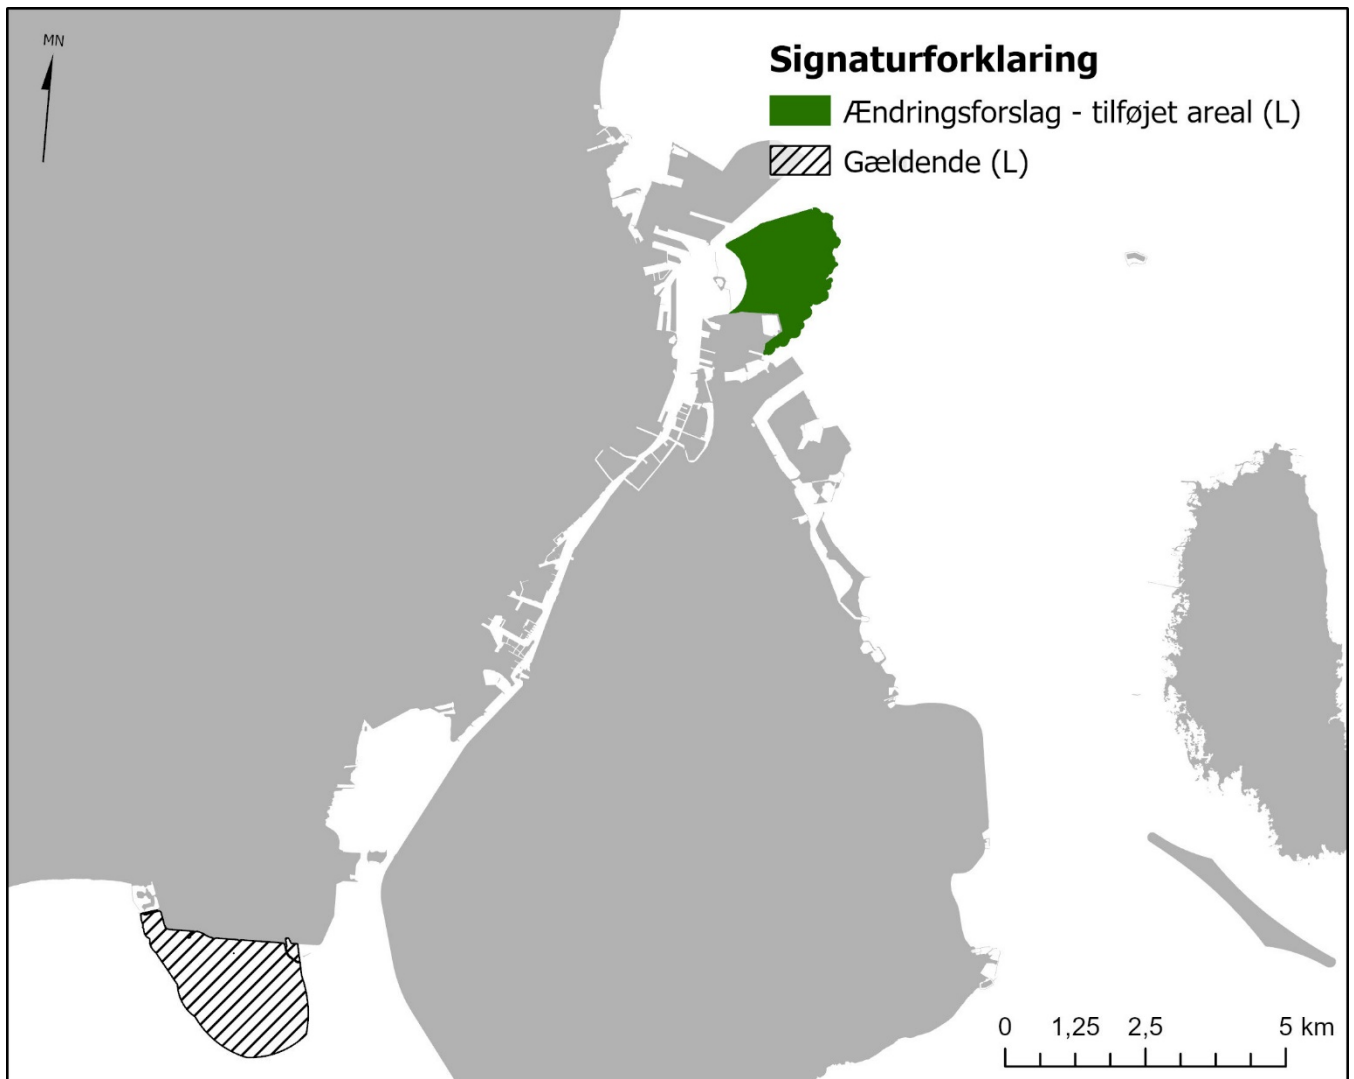 MN
Signaturforklaring
Ændringsforslag - tilføjet areal (L)
Gældende (L)
0 1,25 2,5 5 km